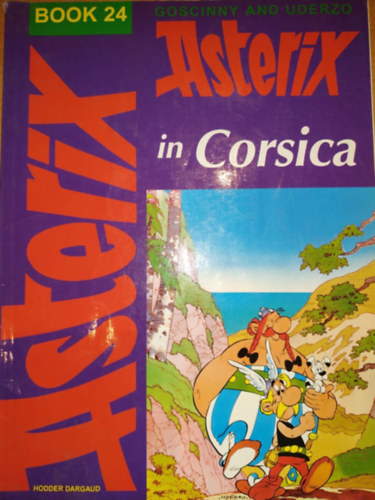 BOOK 24
GOSCINNY AND UDERZO
Asterix
in Corsica
Asterix
HODDER DARGAUD